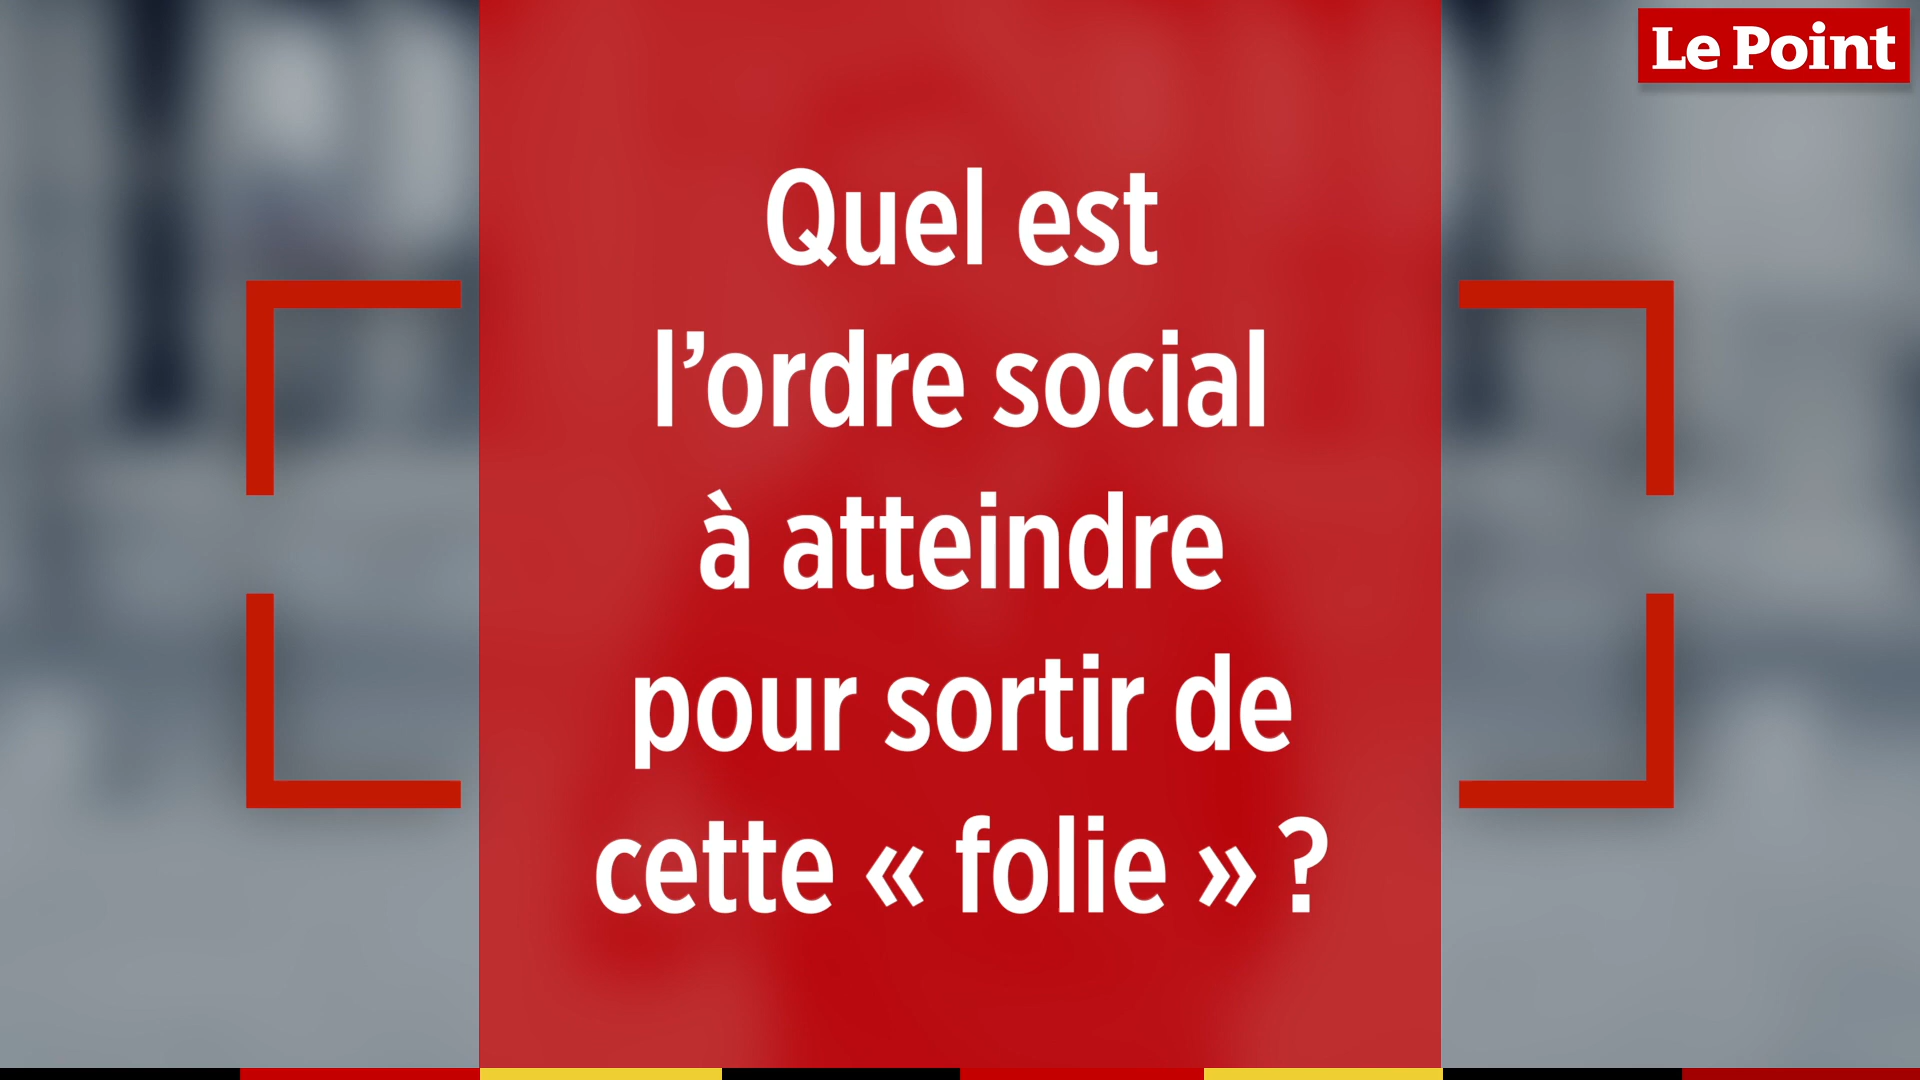 Le Point
Quel est
l’ordre social
à atteindre
pour sortir de
cette « folie » ?